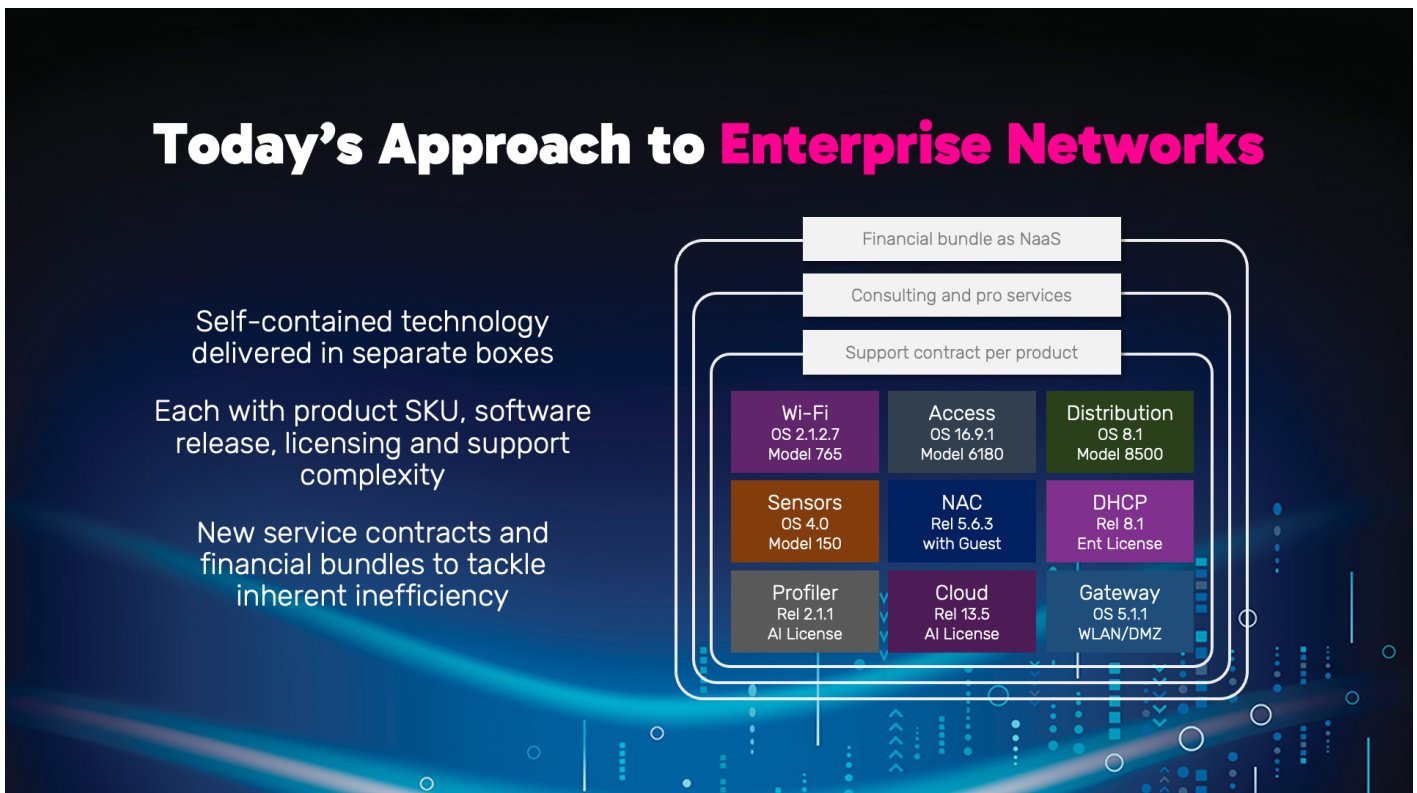 Today's Approach to Enterprise Networks
Self-contained technology
delivered in separate boxes
Each with product SKU, software
release, licensing and support
complexity
New service contracts and
financial bundles to tackle
inherent inefficiency
Financial bundle as NaaS
Consulting and pro services
Support contract per product
Wi-Fi
OS 2.1.2.7
Model 765
Access
OS 16.9.1
Model 6180
Distribution
OS 8.1
Model 8500
Sensors
OS 4.0
Model 150
NAC
Rel 5.6.3
with Guest
DHCP
Rel 8.1
Ent License
Profiler
Rel 2.1.1
AI License
Cloud
Rel 13.5
AI License
Gateway
OS 5.1.1
WLAN/DMZ